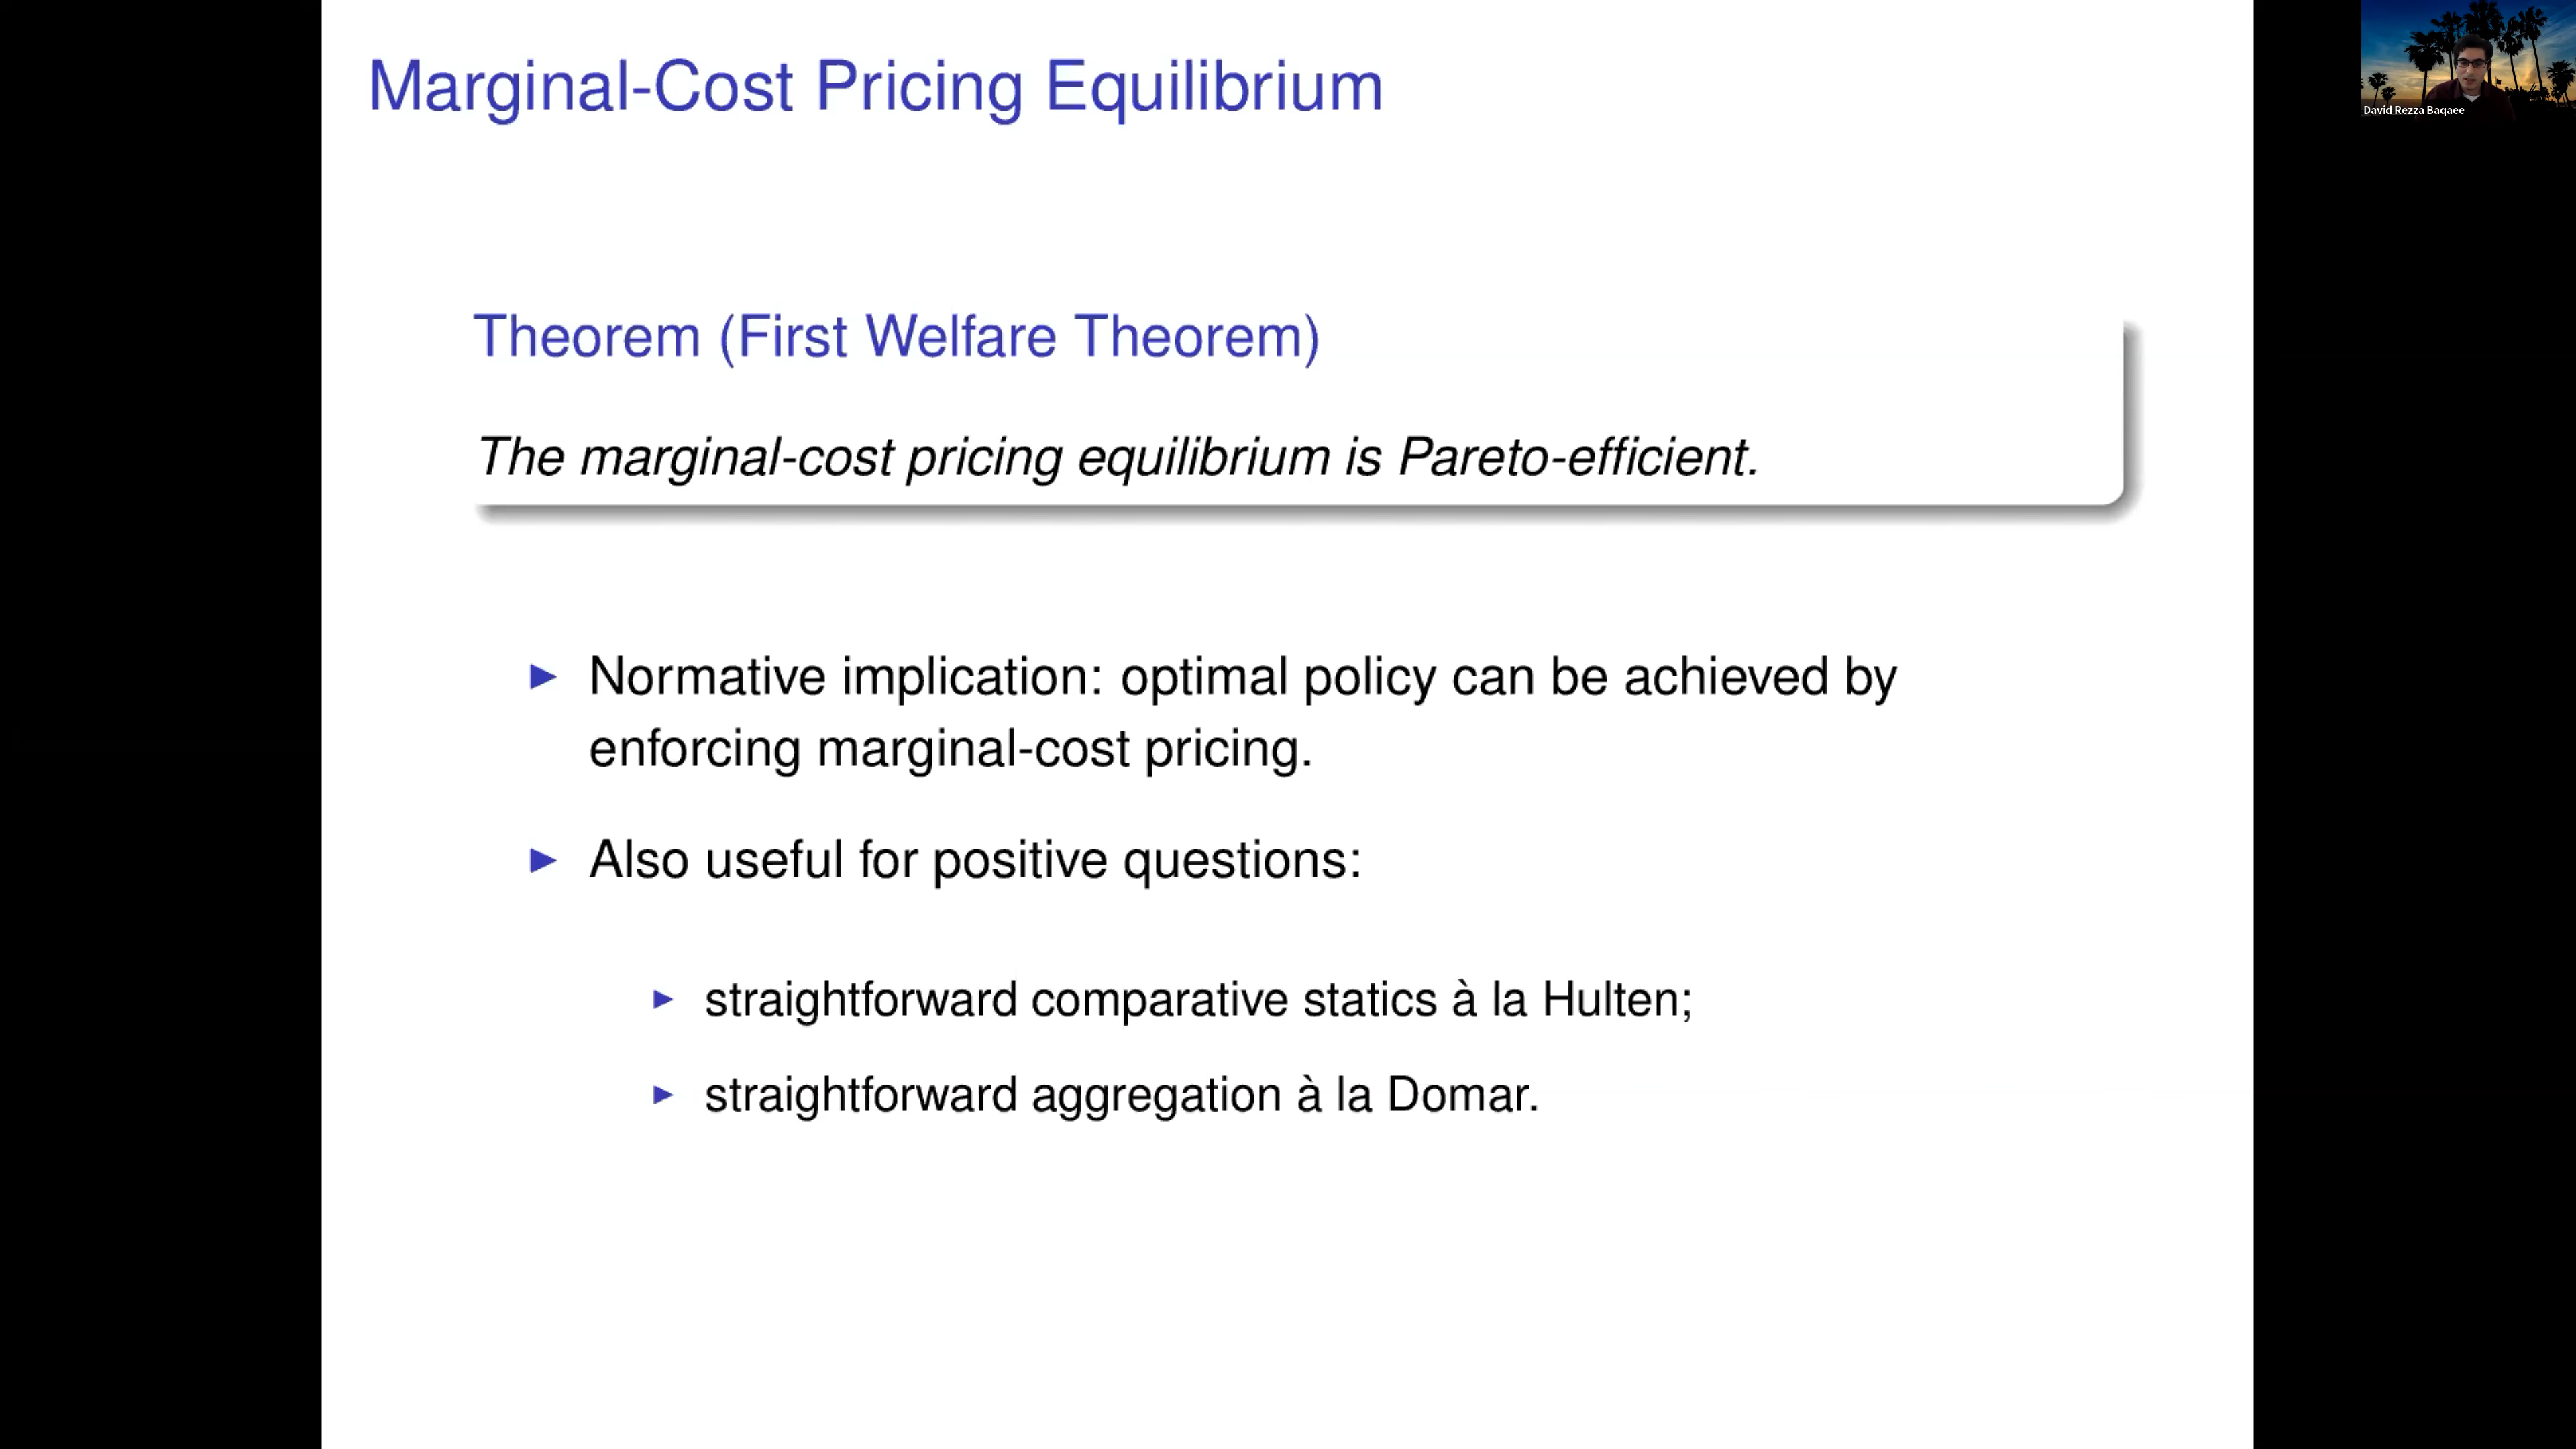 Marginal-Cost Pricing Equilibrium
David Rezza Baqaee
Theorem (First Welfare Theorem)
The marginal-cost pricing equilibrium is Pareto-efficient.
Normative implication: optimal policy can be achieved by
enforcing marginal-cost pricing.
Also useful for positive questions:
straightforward comparative statics à la Hulten;
straightforward aggregation à la Domar.